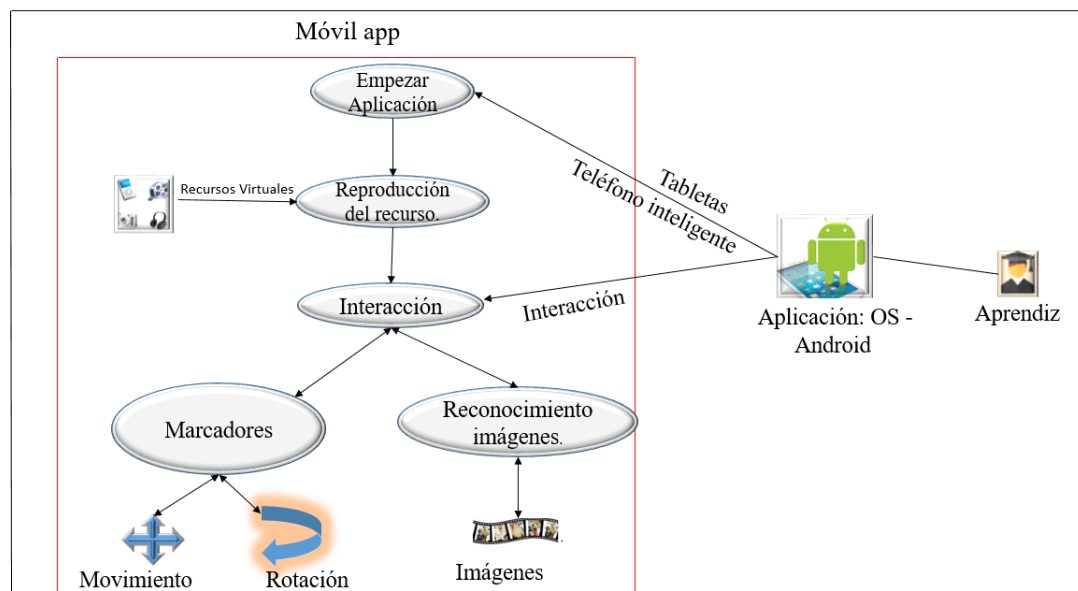 Móvil app
Empezar
Aplicación
Recursos Virtuales
Reproducción
del recurso.
Tabletas
Teléfono inteligente
Interacción
Interacción
Aplicación: OS -
Android
Aprendiz
Marcadores
Reconocimiento
imágenes.
Movimiento
Rotación
Imágenes